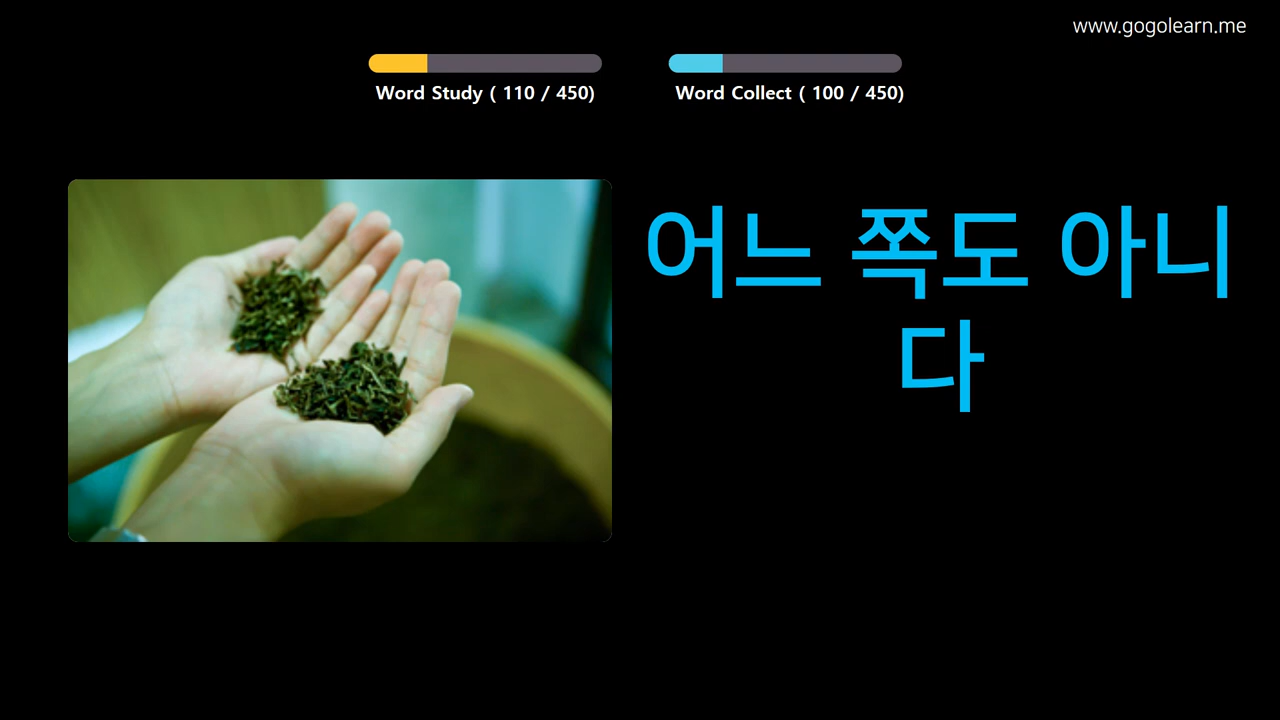 www.gogolearn.me
Word Study ( 110 / 450)
Word Collect ( 100 / 450)
어느 쪽도 아니
다